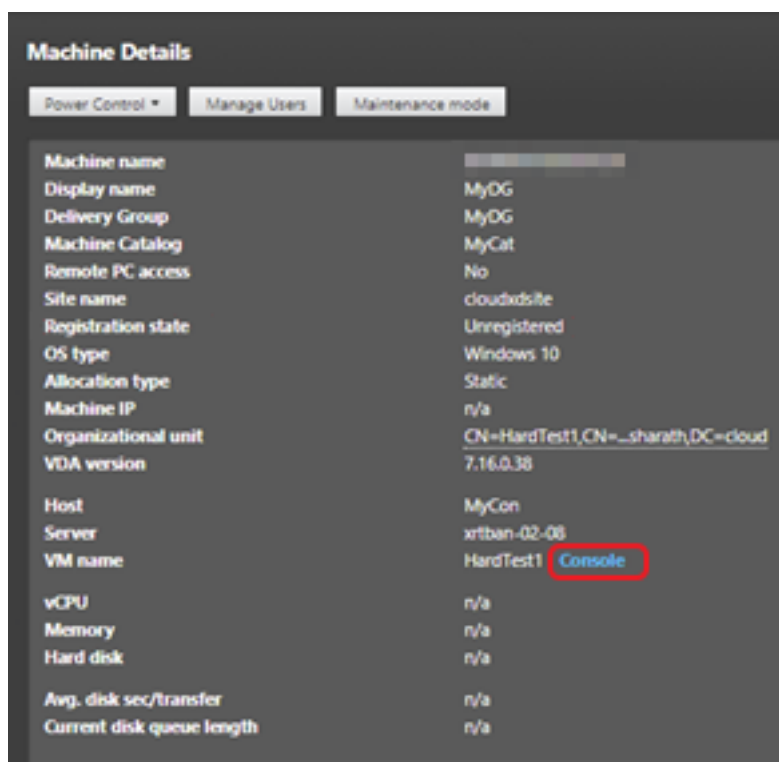 Machine Details
Power Control Manage Users Maintenance mode
Machine name
Display name MyDG
Delivery Group MyDG
Machine Catalog MyCat
Remote PC access No
Site name cloudxdsite
Registration state Unregistered
OS type Windows 10
Allocation type Static
Machine IP n/a
Organizational unit CN=HardTest1,CN=...sharath,DC=cloud
VDA version 7.16.0.38
Host MyCon
Server xrtban-02-08
VM name HardTest1 Console
vCPU n/a
Memory n/a
Hard disk n/a
Avg. disk sec/transfer n/a
Current disk queue length n/a